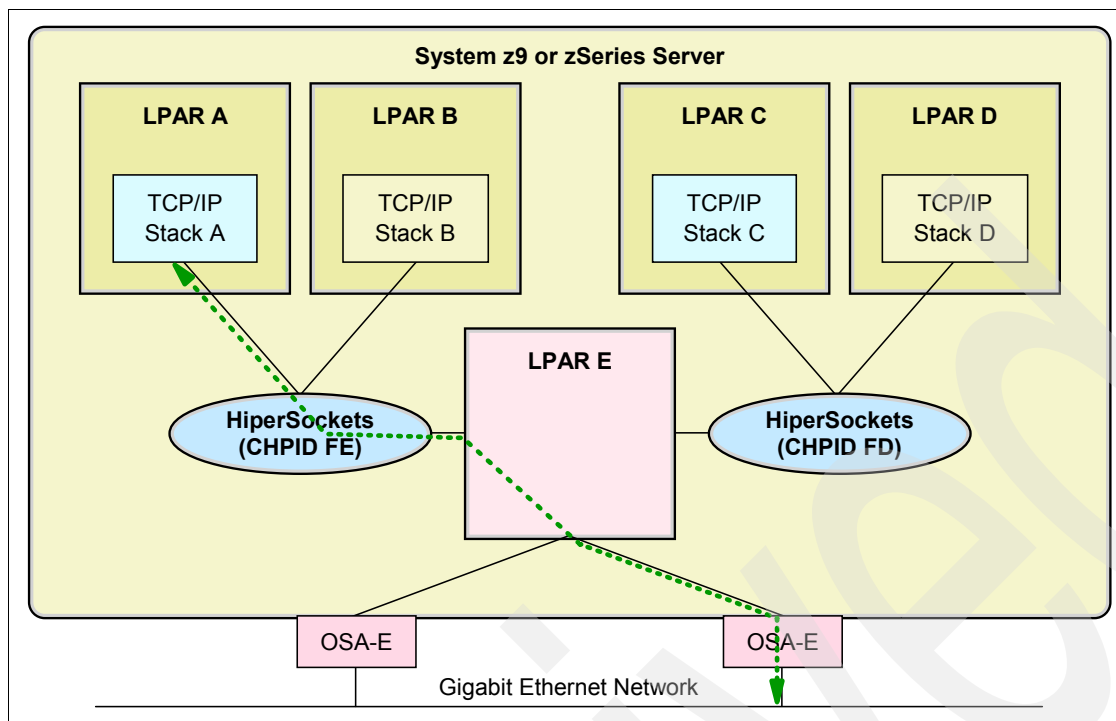 System z9 or zSeries Server
LPAR A
LPAR B
LPAR C
LPAR D
TCP/IP
Stack A
TCP/IP
Stack B
TCP/IP
Stack C
TCP/IP
Stack D
LPAR E
HiperSockets
(CHPID FE)
HiperSockets
(CHPID FD)
OSA-E
OSA-E
Gigabit Ethernet Network